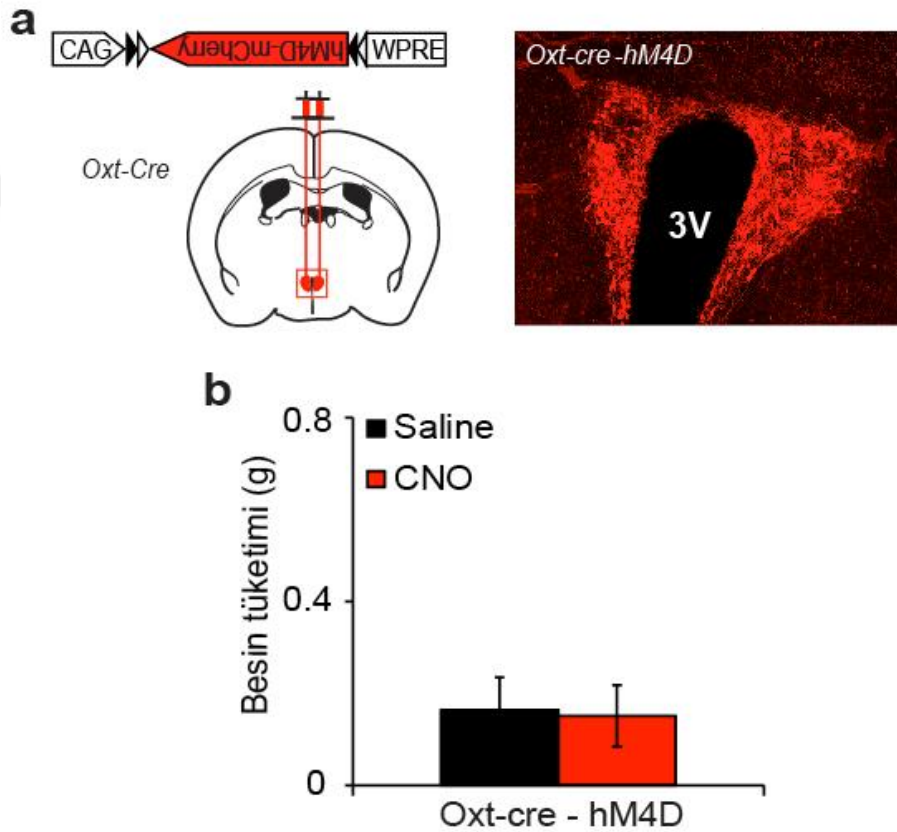 a
CAG hM4D-mCherry WPRE
Oxt-Cre
Oxt-cre -hM4D
3V
b
Besin tüketimi (g)
0.8
0.4
0
Saline
CNO
Oxt-cre - hM4D